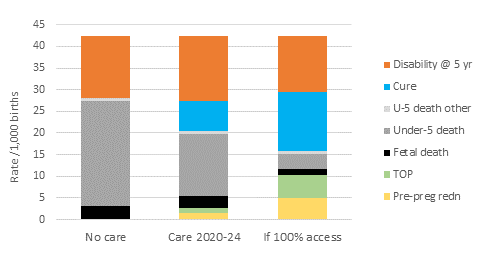 45
40
35
30
25
20
15
10
5
0
Rate /1,000 births
No care
Care 2020-24
If 100% access
Disability @ 5 yr
Cure
U-5 death other
Under-5 death
Fetal death
TOP
Pre-preg redn